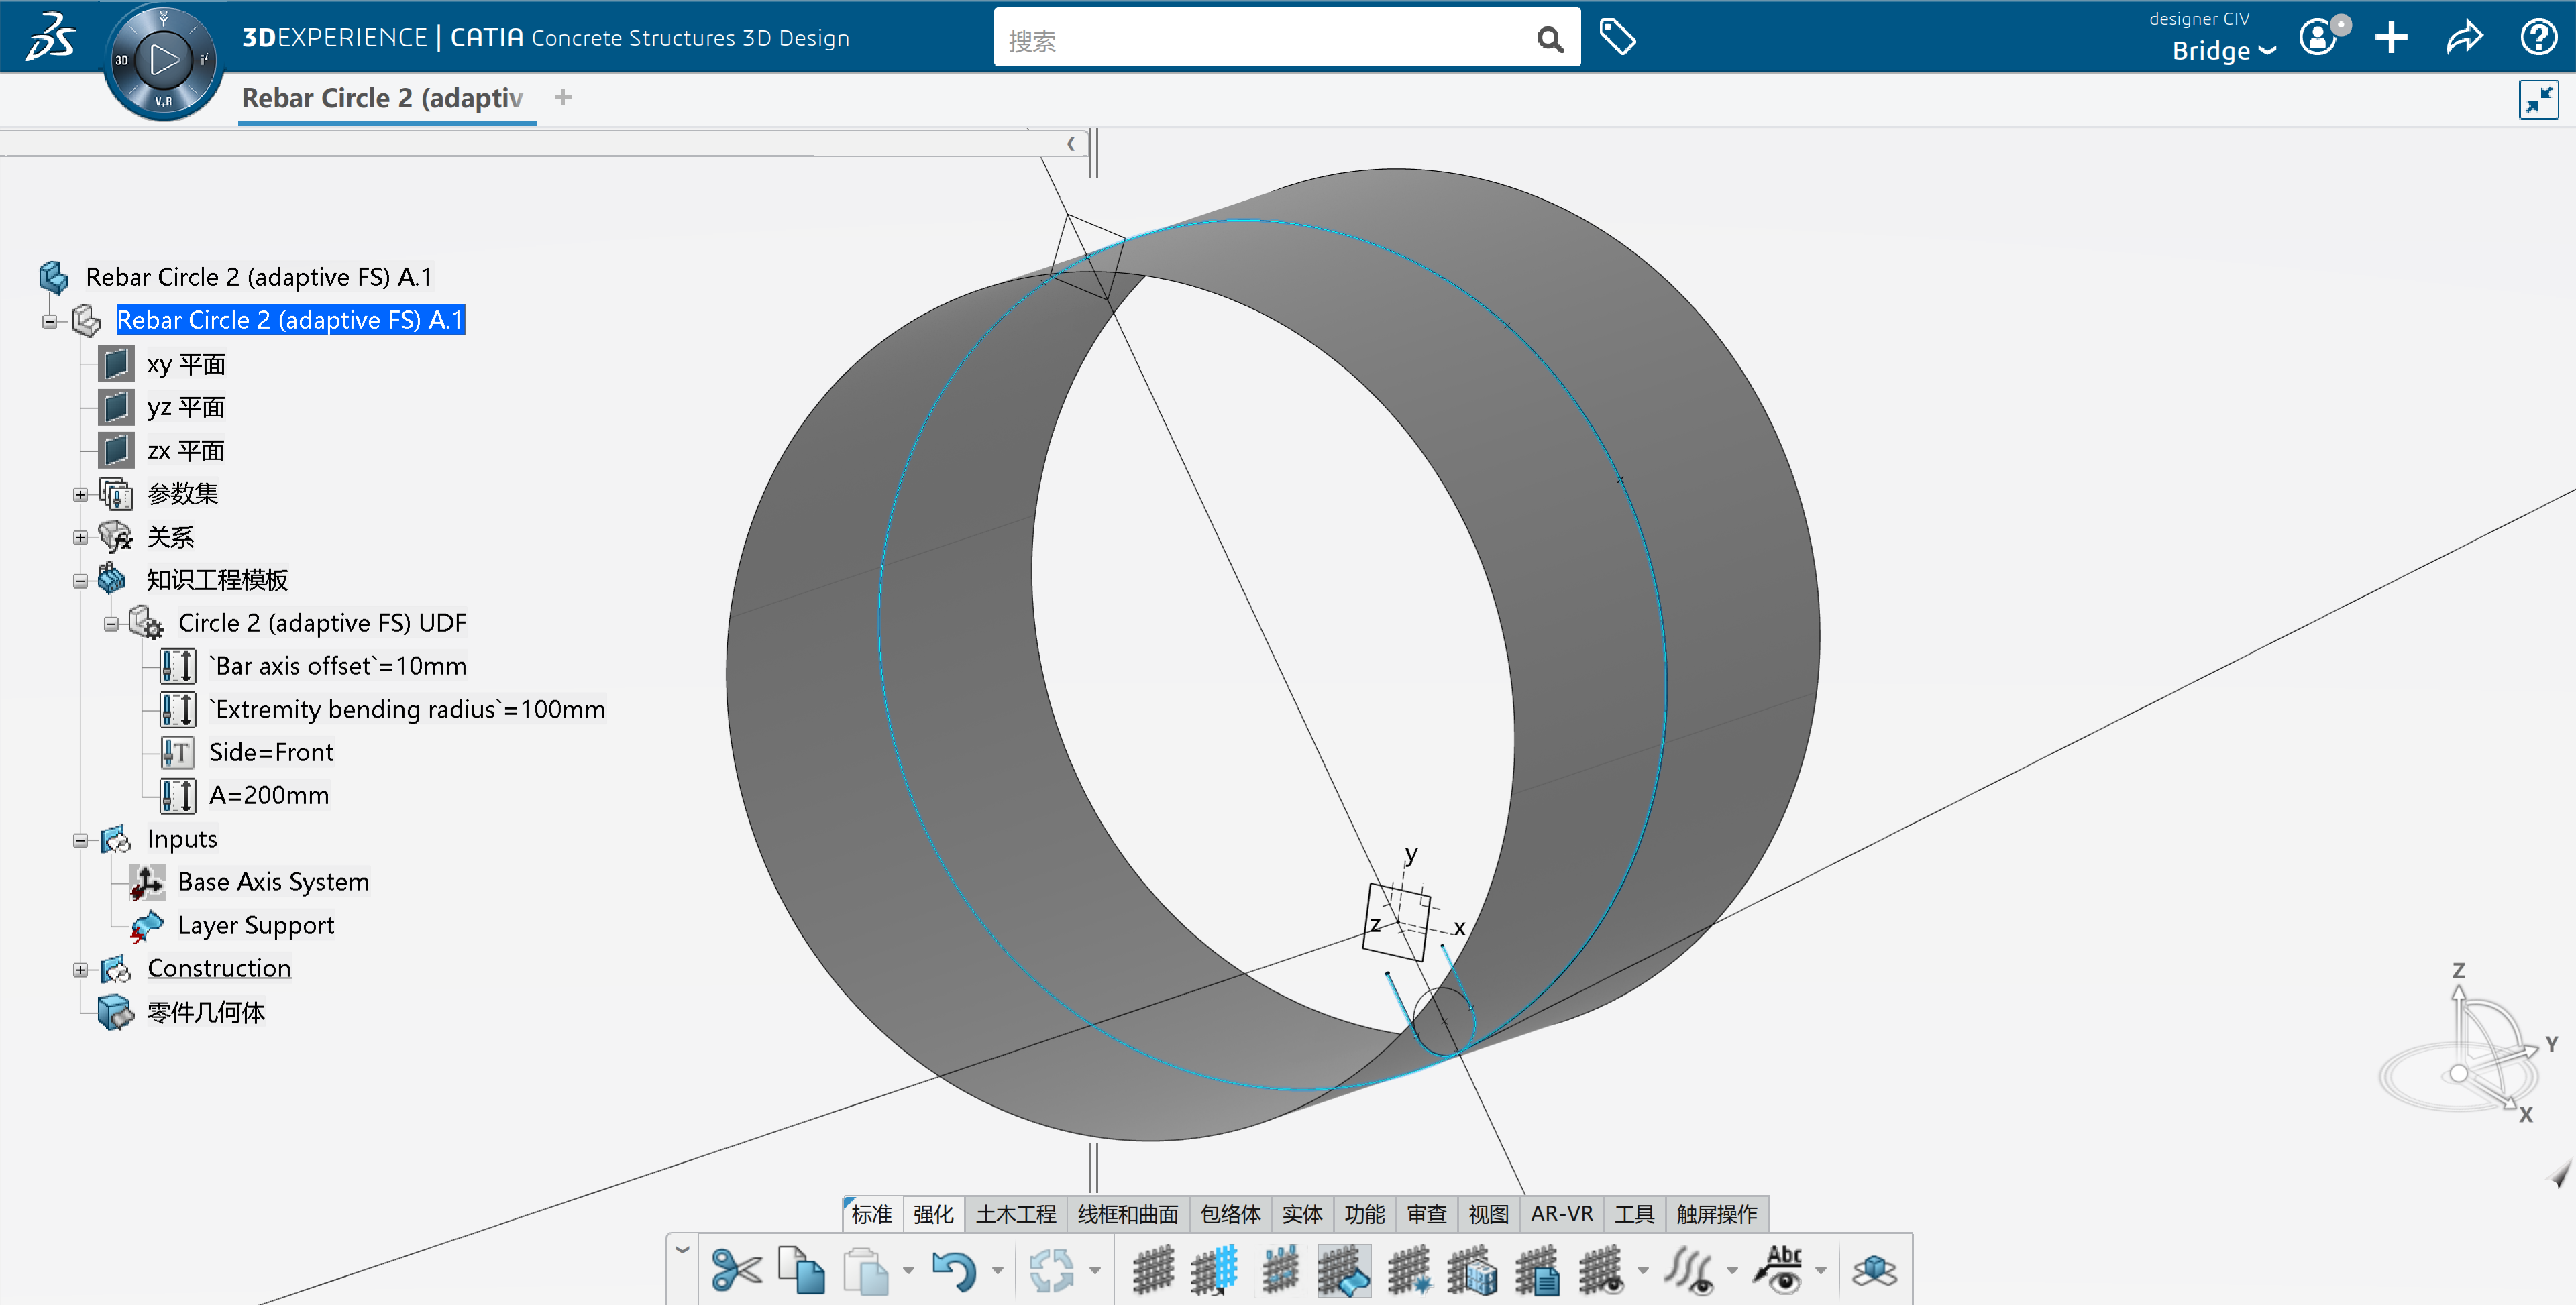 3DEXPERIENCE | CATIA Concrete Structures 3D Design
搜索
designer CIV
Bridge
3D
V,R
Rebar Circle 2 (adaptiv
Rebar Circle 2 (adaptive FS) A.1
Rebar Circle 2 (adaptive FS) A.1
xy 平面
yz 平面
zx 平面
参数集
关系
知识工程模板
Circle 2 (adaptive FS) UDF
`Bar axis offset`=10mm
`Extremity bending radius`=100mm
Side=Front
A=200mm
Inputs
Base Axis System
Layer Support
Construction
零件几何体
y
z
x
Z
Y
X
标准 强化 土木工程 线框和曲面 包络体 实体 功能 审查 视图 AR-VR 工具 触屏操作
Abc